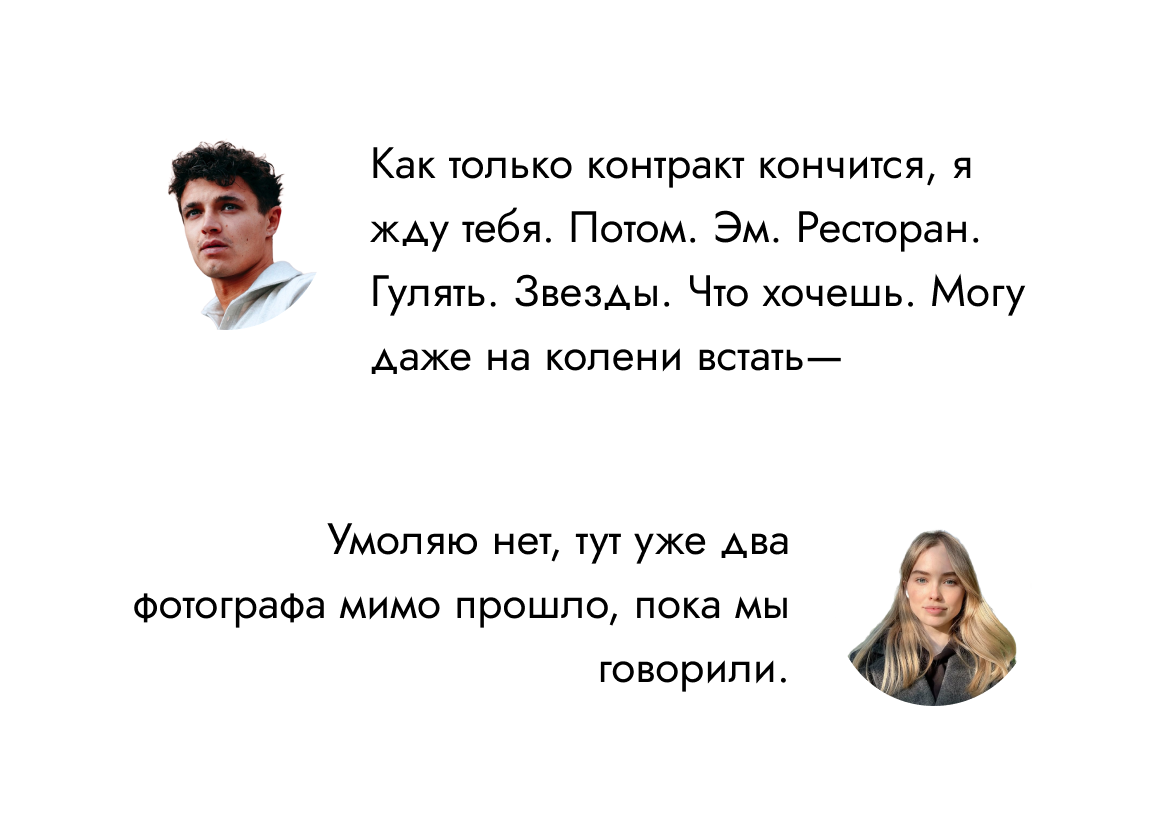 Как только контракт кончится, я
жду тебя. Потом. Эм. Ресторан.
Гулять. Звезды. Что хочешь. Могу
даже на колени встать—
Умоляю нет, тут уже два
фотографа мимо прошло, пока мы
говорили.